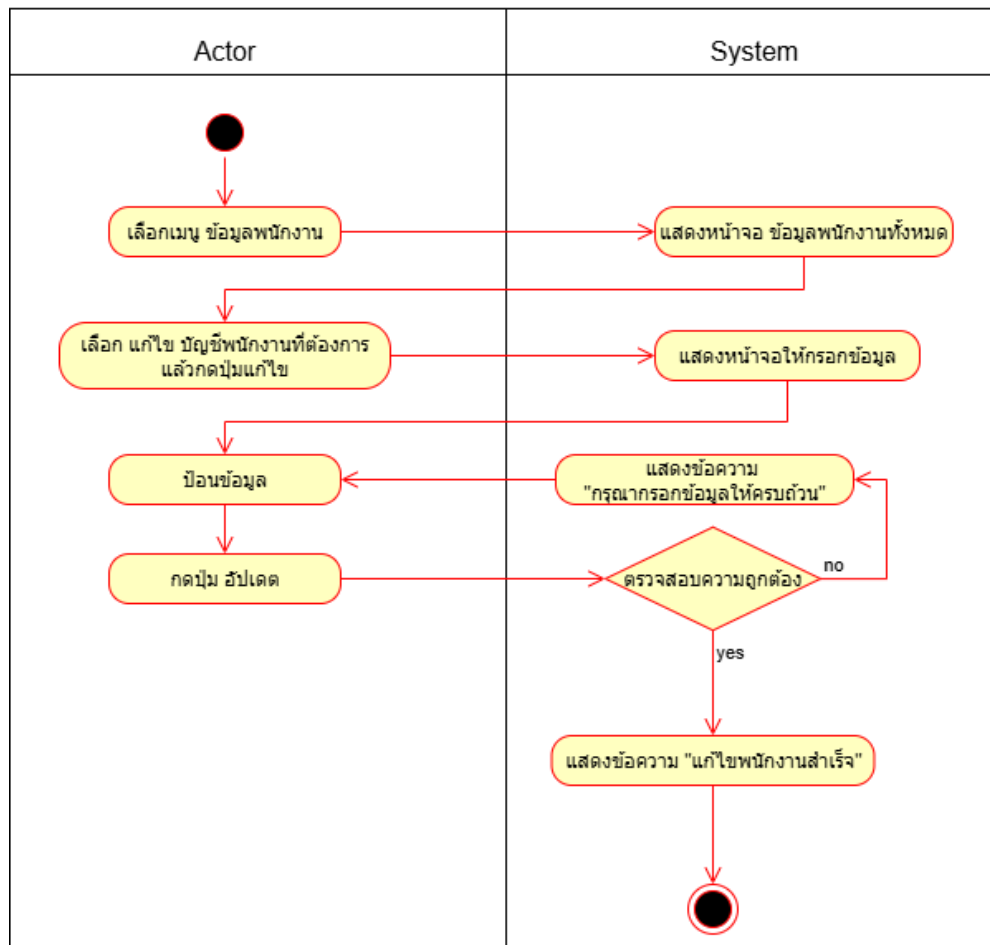 Actor
System
เลือกเมนู ข้อมูลพนักงาน
แสดงหน้าจอ ข้อมูลพนักงานทั้งหมด
เลือก แก้ไข บัญชีพนักงานที่ต้องการ
แล้วกดปุ่มแก้ไข
แสดงหน้าจอให้กรอกข้อมูล
ป้อนข้อมูล
แสดงข้อความ
"กรุณากรอกข้อมูลให้ครบถ้วน"
กดปุ่ม อัปเดต
ตรวจสอบความถูกต้อง
no
yes
แสดงข้อความ "แก้ไขพนักงานสำเร็จ"